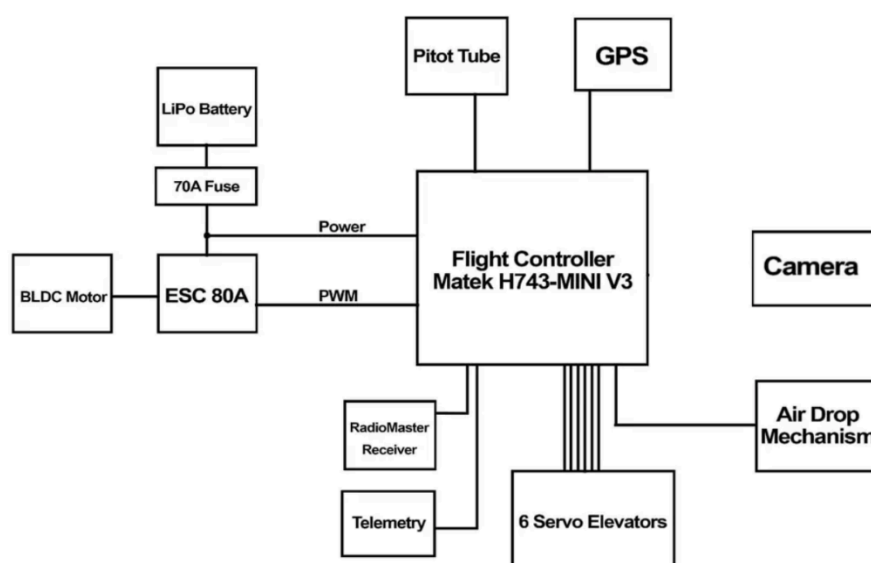 Pitot Tube
GPS
LiPo Battery
70A Fuse
Power
Flight Controller
Matek H743-MINI V3
Camera
BLDC Motor
ESC 80A
PWM
RadioMaster
Receiver
Air Drop
Mechanism
Telemetry
6 Servo Elevators